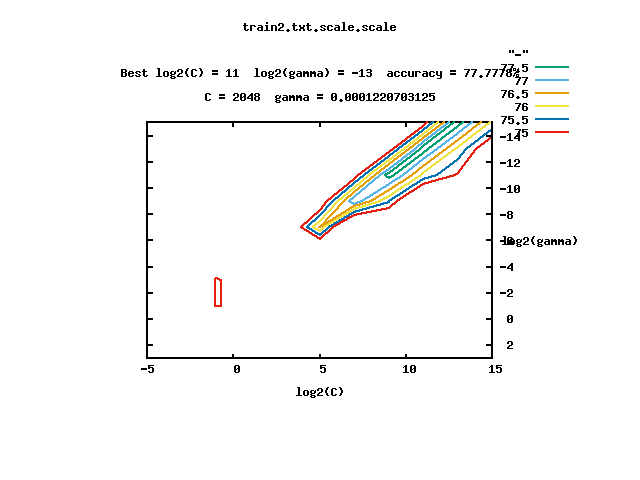 train2.txt.scale.scale
"-"
Best log2(C) = 11 log2(gamma) = -13 accuracy = 77.7778%
77.5
77
76.5
76
75.5
75
C = 2048 gamma = 0.0001220703125
-14
-12
-10
-8
-6
log2(gamma)
-4
-2
0
2
-5 0 5 10 15
log2(C)